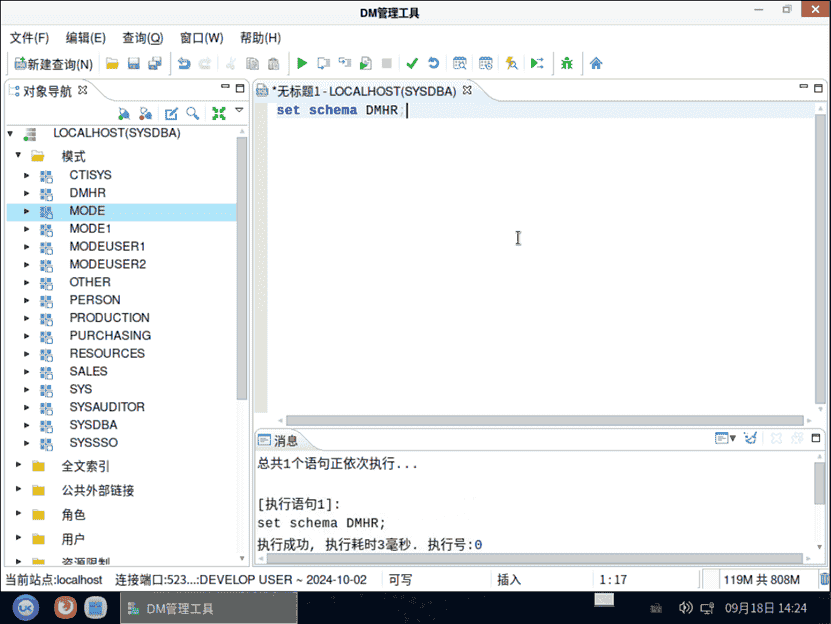 DM管理工具
文件(F) 编辑(E) 查询(Q) 窗口(W) 帮助(H)
新建查询(N)
对象导航
*无标题1 - LOCALHOST(SYSDBA)
set schema DMHR;
LOCALHOST(SYSDBA)
模式
CTISYS
DMHR
MODE
MODE1
MODEUSER1
MODEUSER2
OTHER
PERSON
PRODUCTION
PURCHASING
RESOURCES
SALES
SYS
SYSAUDITOR
SYSDBA
SYSSSO
全文索引
公共外部链接
角色
用户
资源限制
消息
总共1个语句正依次执行...
[执行语句1]:
set schema DMHR;
执行成功, 执行耗时3毫秒. 执行号:0
当前站点:localhost 连接端口:523...:DEVELOP USER ~ 2024-10-02 可写 插入 1:17 119M 共 808M
DM管理工具 09月18日 14:24